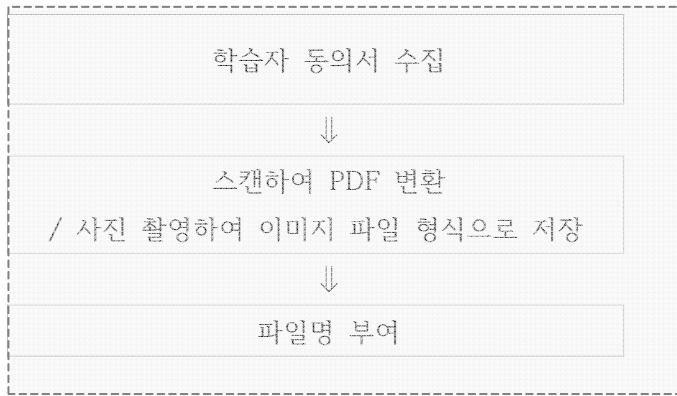 학습자 동의서 수집
⇓
스캔하여 PDF 변환
/ 사진 촬영하여 이미지 파일 형식으로 저장
⇓
파일명 부여